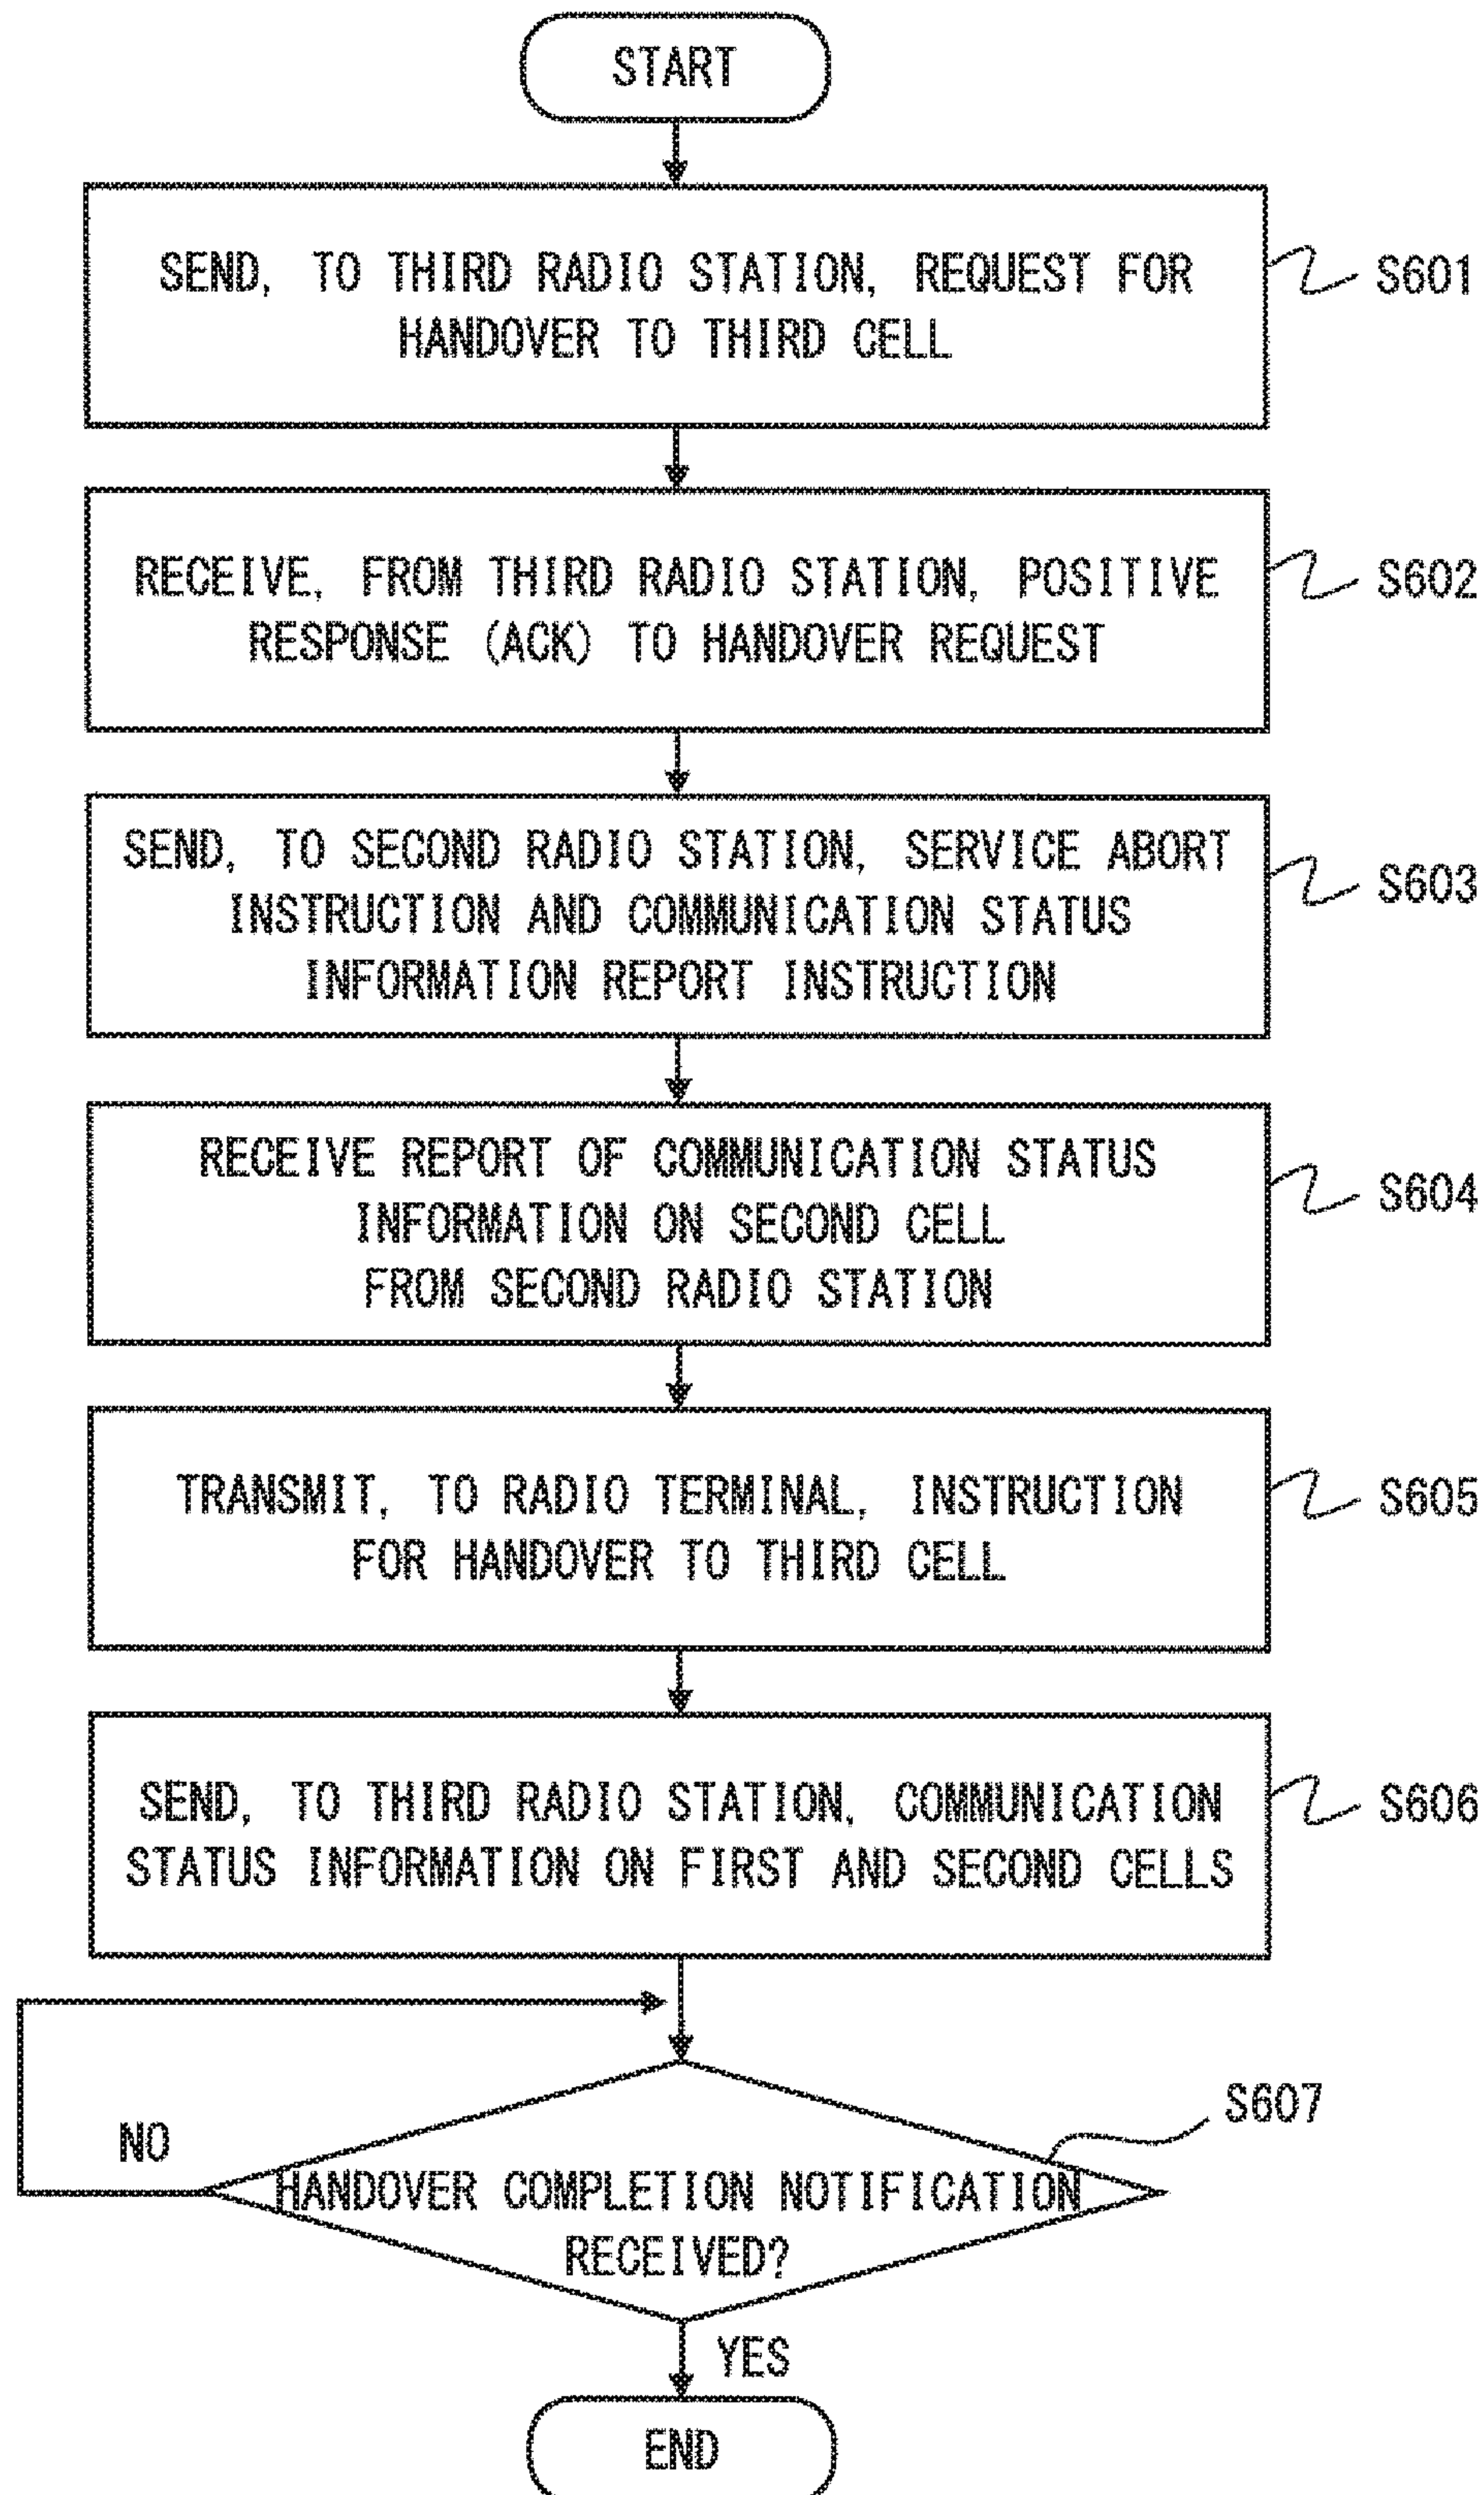 START
SEND, TO THIRD RADIO STATION, REQUEST FOR
HANDOVER TO THIRD CELL
S601
RECEIVE, FROM THIRD RADIO STATION, POSITIVE
RESPONSE (ACK) TO HANDOVER REQUEST
S602
SEND, TO SECOND RADIO STATION, SERVICE ABORT
INSTRUCTION AND COMMUNICATION STATUS
INFORMATION REPORT INSTRUCTION
S603
RECEIVE REPORT OF COMMUNICATION STATUS
INFORMATION ON SECOND CELL
FROM SECOND RADIO STATION
S604
TRANSMIT, TO RADIO TERMINAL, INSTRUCTION
FOR HANDOVER TO THIRD CELL
S605
SEND, TO THIRD RADIO STATION, COMMUNICATION
STATUS INFORMATION ON FIRST AND SECOND CELLS
S606
S607
NO
HANDOVER COMPLETION NOTIFICATION
RECEIVED?
YES
END